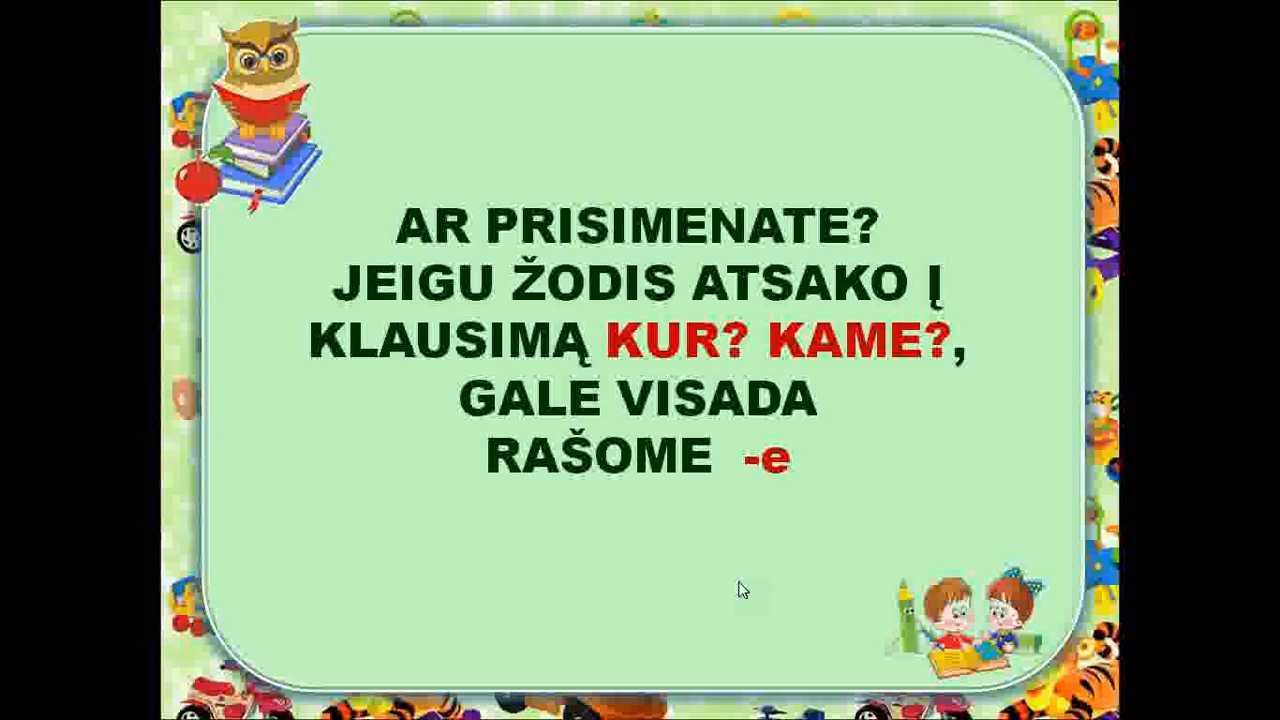 AR PRISIMENATE?
JEIGU ŽODIS ATSAKO Į
KLAUSIMĄ KUR? KAME?,
GALE VISADA
RAŠOME -e